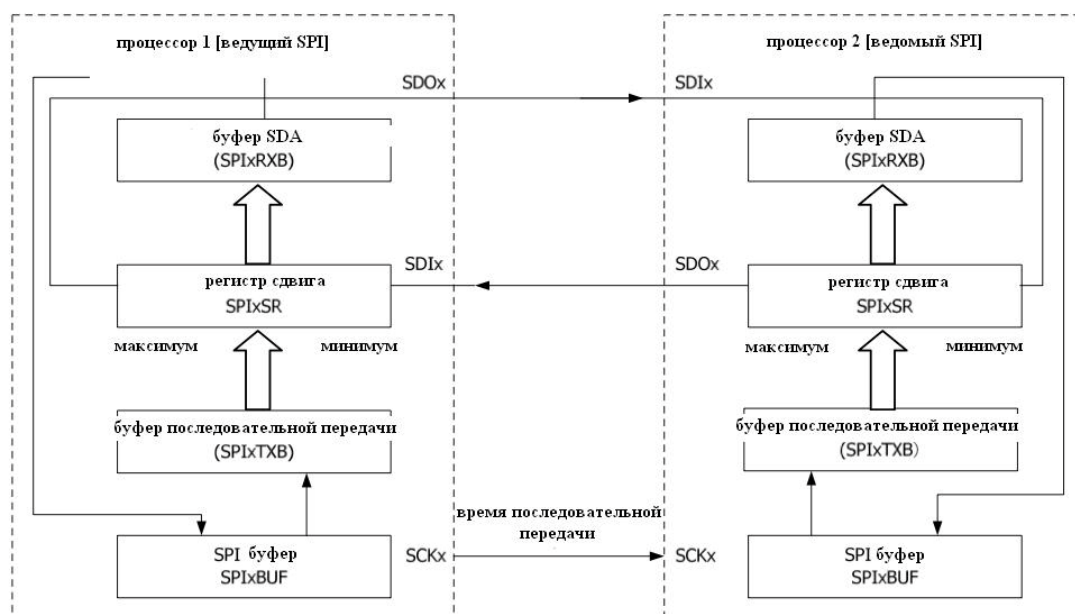 процессор 1 [ведущий SPI]
процессор 2 [ведомый SPI]
SDOx
SDIx
буфер SDA
(SPIxRXB)
буфер SDA
(SPIxRXB)
SDIx
SDOx
регистр сдвига
SPIxSR
регистр сдвига
SPIxSR
максимум
минимум
максимум
минимум
буфер последовательной передачи
(SPIxTXB)
буфер последовательной передачи
(SPIxTXB)
время последовательной
передачи
SPI буфер
SPIxBUF
SCKx
SCKx
SPI буфер
SPIxBUF